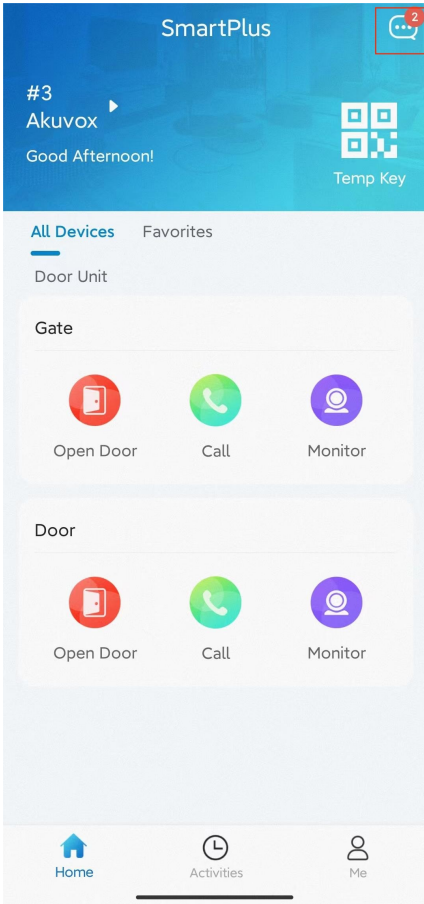 SmartPlus
2
#3
Akuvox
Good Afternoon!
Temp Key
All Devices Favorites
Door Unit
Gate
Open Door Call Monitor
Door
Open Door Call Monitor
Home Activities Me